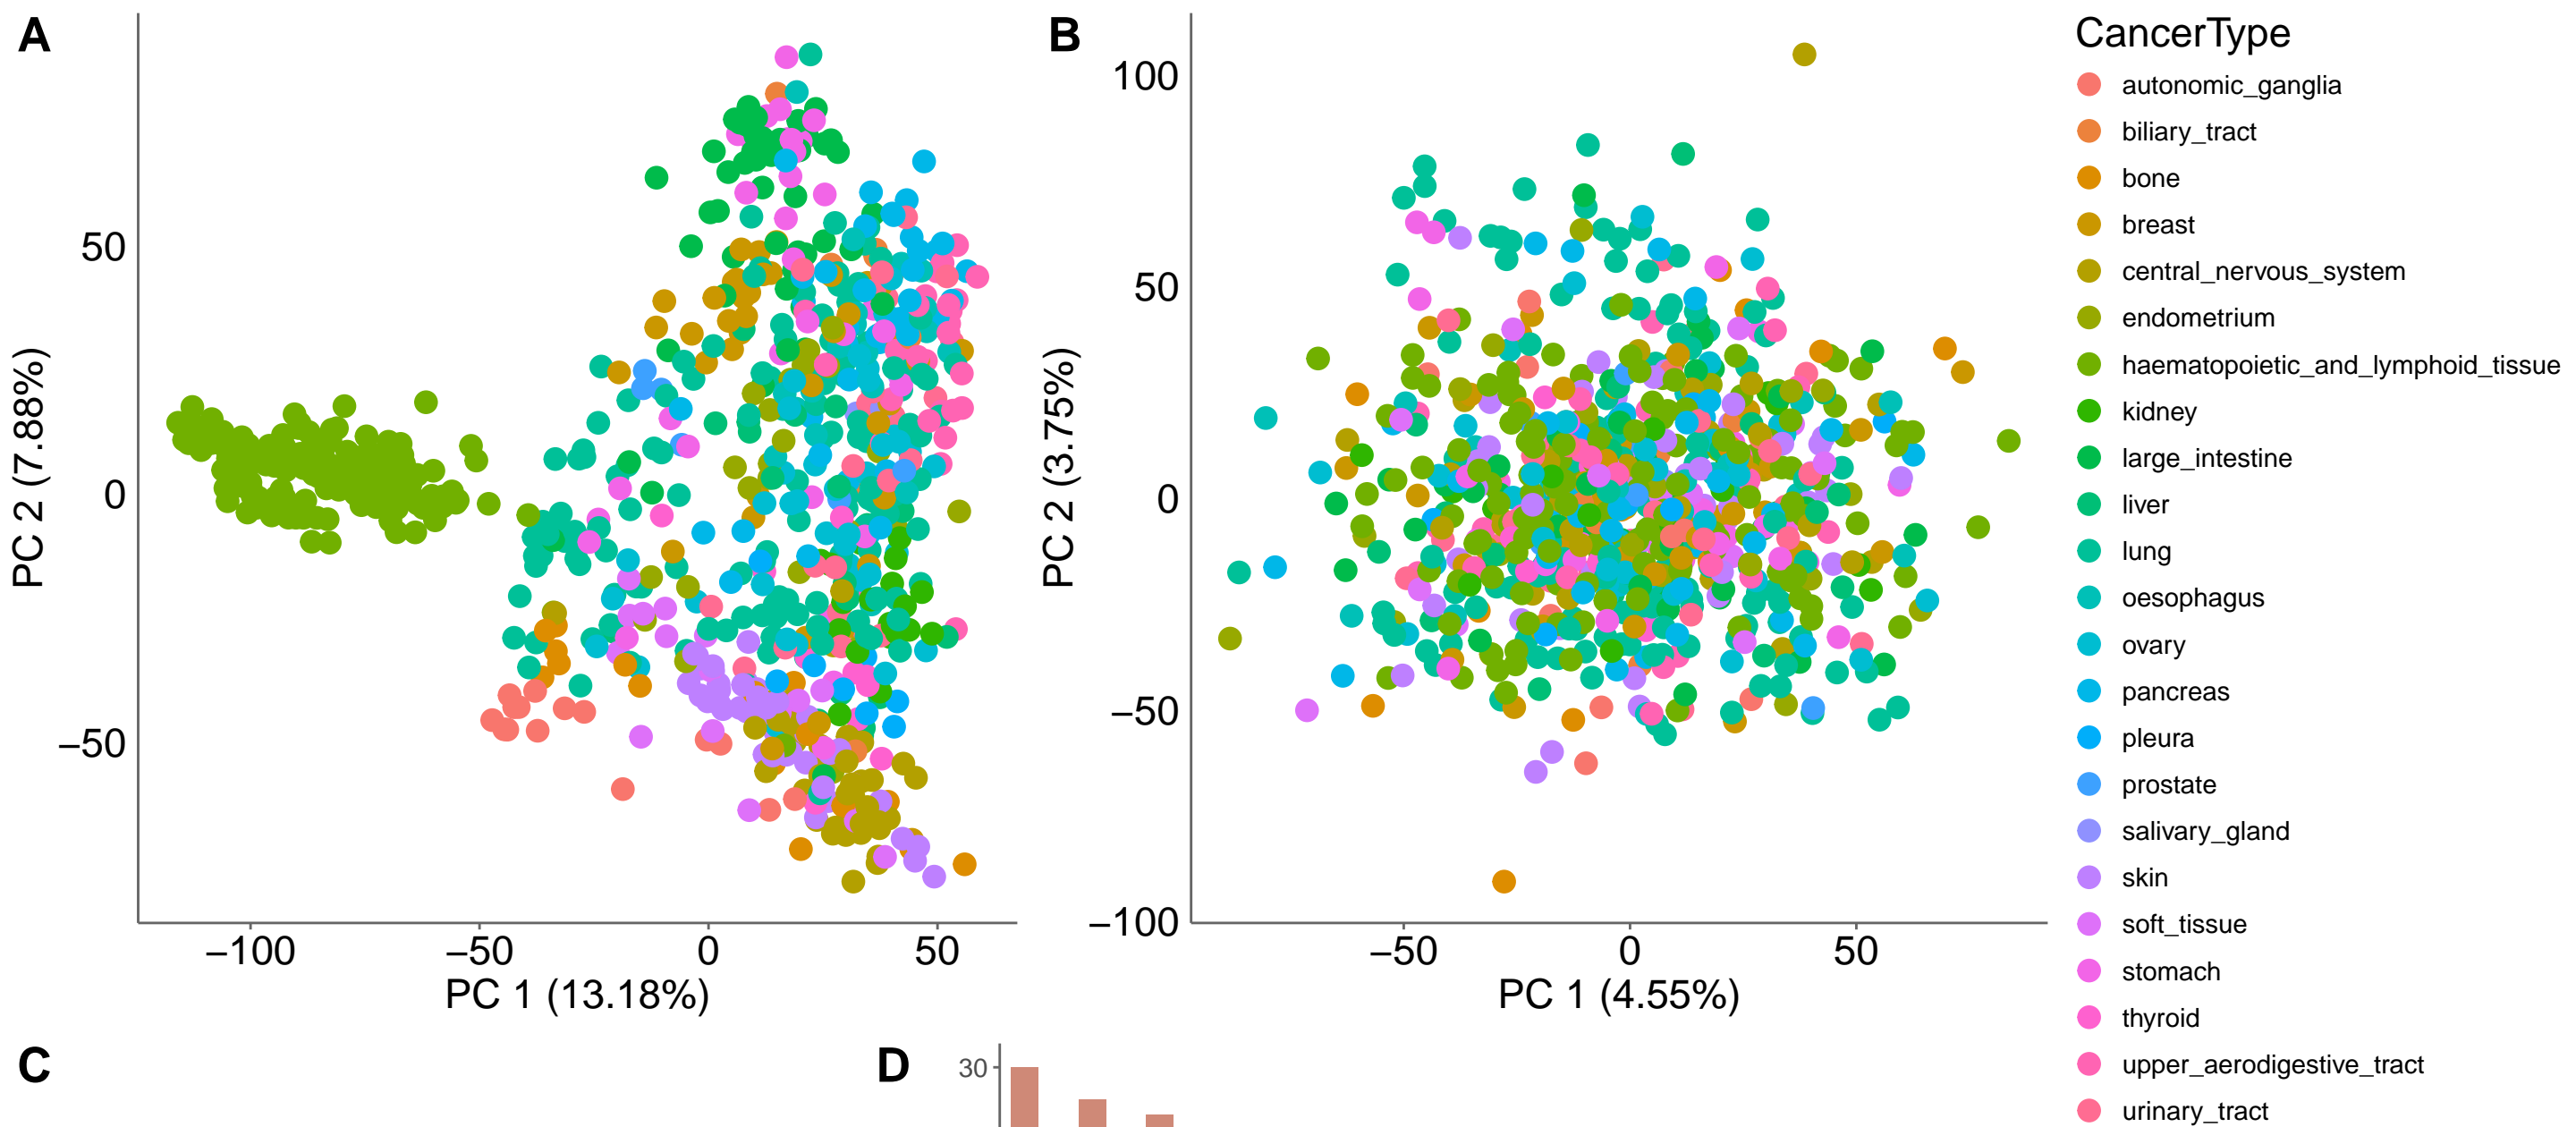 A
50
0
−50
PC 2 (7.88%)
−100
−50
0
50
PC 1 (13.18%)
B
100
50
0
−50
−100
PC 2 (3.75%)
−50
0
50
PC 1 (4.55%)
CancerType
autonomic_ganglia
biliary_tract
bone
breast
central_nervous_system
endometrium
haematopoietic_and_lymphoid_tissue
kidney
large_intestine
liver
lung
oesophagus
ovary
pancreas
pleura
prostate
salivary_gland
skin
soft_tissue
stomach
thyroid
upper_aerodigestive_tract
urinary_tract
C
D
30